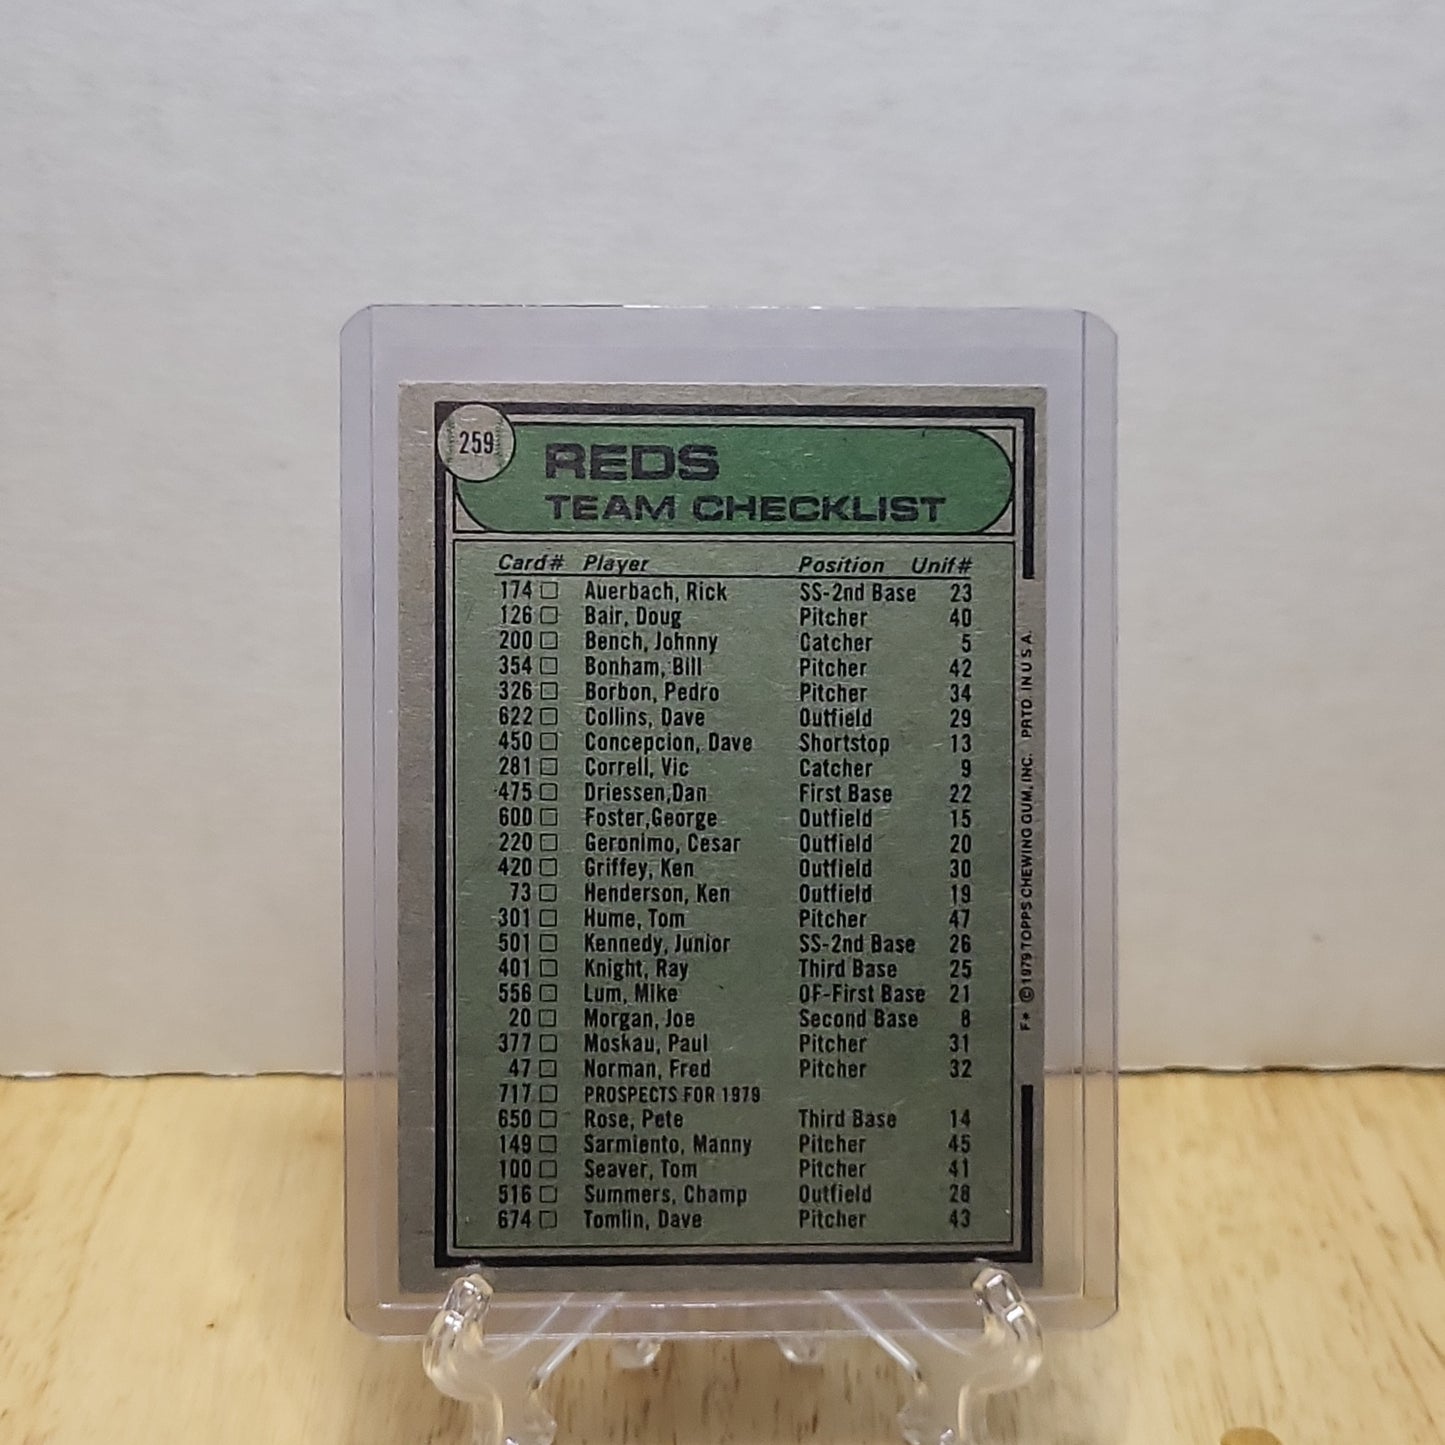 259
REDS
TEAM CHECKLIST
Card# Player Position Unif#
174 Auerbach, Rick SS-2nd Base 23
126 Bair, Doug Pitcher 40
200 Bench, Johnny Catcher 5
354 Bonham, Bill Pitcher 42
326 Borbon, Pedro Pitcher 34
622 Collins, Dave Outfield 29
450 Concepcion, Dave Shortstop 13
281 Correll, Vic Catcher 9
475 Driessen,Dan First Base 22
600 Foster,George Outfield 15
220 Geronimo, Cesar Outfield 20
420 Griffey, Ken Outfield 30
73 Henderson, Ken Outfield 19
301 Hume, Tom Pitcher 47
501 Kennedy, Junior SS-2nd Base 26
401 Knight, Ray Third Base 25
556 Lum, Mike OF-First Base 21
20 Morgan, Joe Second Base 8
377 Moskau, Paul Pitcher 31
47 Norman, Fred Pitcher 32
717 PROSPECTS FOR 1979
650 Rose, Pete Third Base 14
149 Sarmiento, Manny Pitcher 45
100 Seaver, Tom Pitcher 41
516 Summers, Champ Outfield 28
674 Tomlin, Dave Pitcher 43
F* © 1979 TOPPS CHEWING GUM, INC. PRTD. IN U S A.